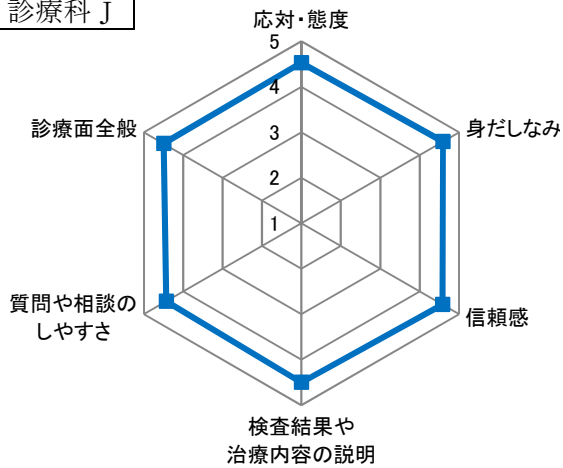 診療科 J
応対・態度
5
4
3
2
1
身だしなみ
信頼感
検査結果や
治療内容の説明
質問や相談の
しやすさ
診療面全般